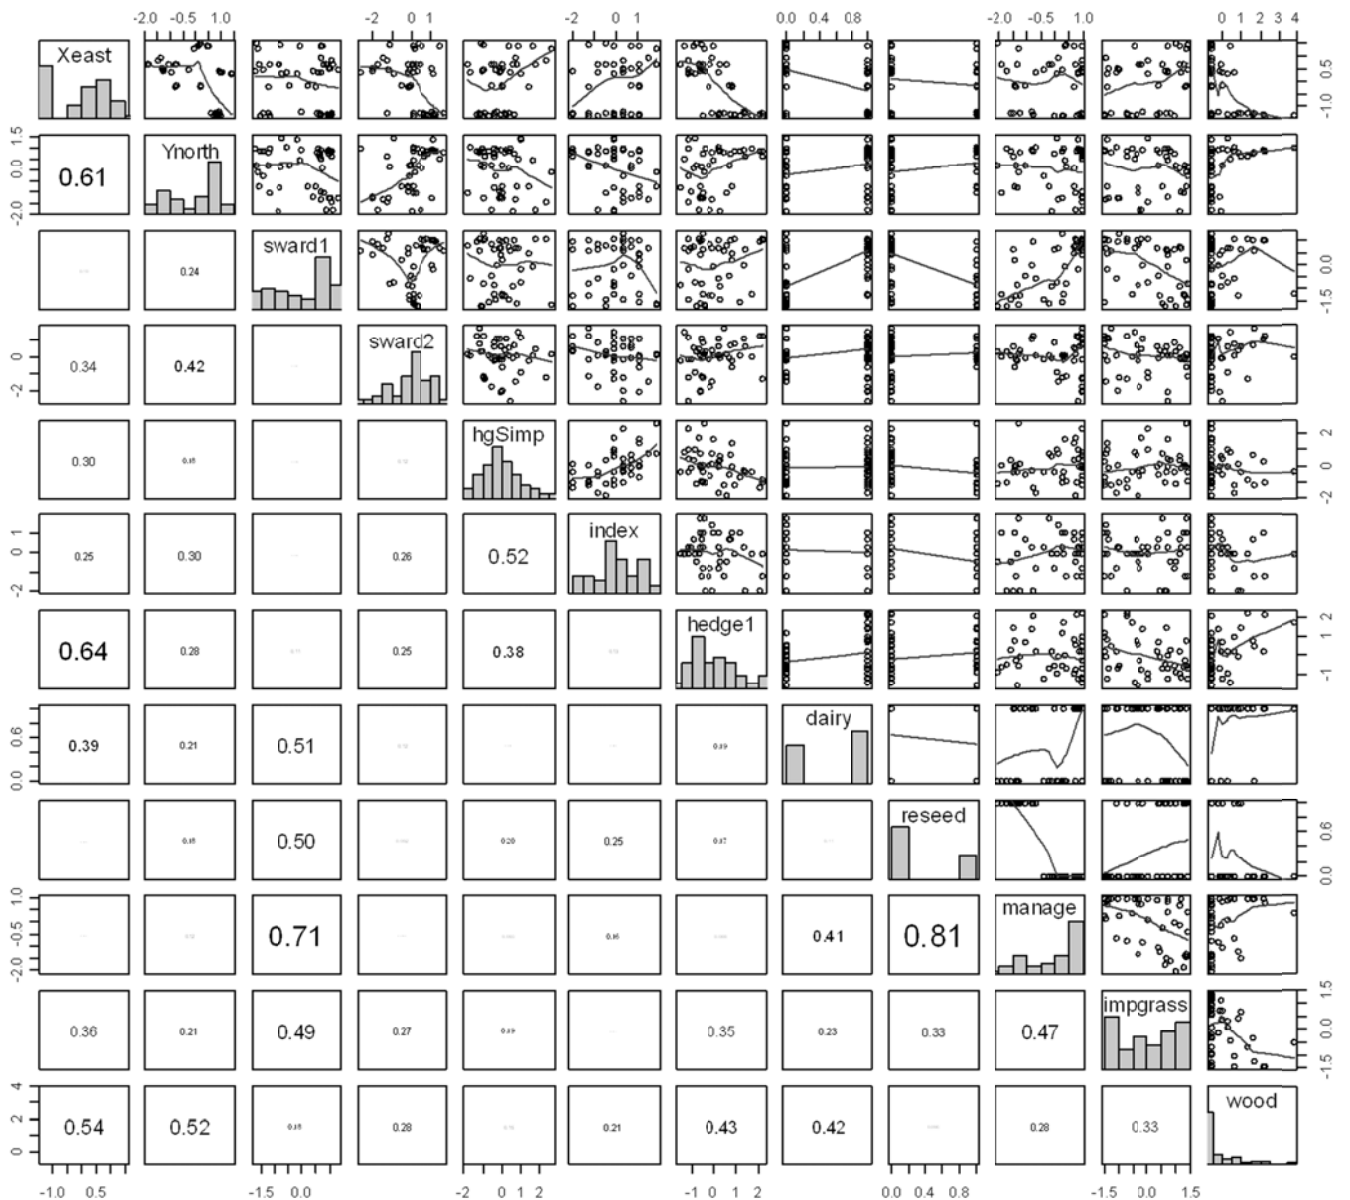 -2.0 -0.5 1.0 -2 0 1 -2 0 1 0.0 0.4 0.8 -2.0 -0.5 1.0 0 1 2 3 4
Xeast 0.5 -1.0
1.5 0.0 -2.0 0.61 Ynorth
0.24 sward1 0.0 -1.5
0 -2 0.34 0.42 sward2
0.30 hgSimp 2 0 -2
1 0 -2 0.25 0.30 0.26 0.52 index
0.64 0.28 0.25 0.38 hedge1 2 1 -1
0.6 0.0 0.39 0.21 0.51 0.19 dairy
0.50 0.20 0.25 0.17 reseed 0.6 0.0
1.0 -0.5 -2.0 0.71 0.16 0.41 0.81 manage
0.36 0.21 0.49 0.27 0.19 0.35 0.23 0.33 0.47 impgrass 1.5 0.0 -1.5
4 2 0 0.54 0.52 0.28 0.21 0.43 0.42 0.28 0.33 wood
-1.0 0.5 -1.5 0.0 -2 0 1 2 -1 0 1 2 0.0 0.4 0.8 -1.5 0.0 1.5